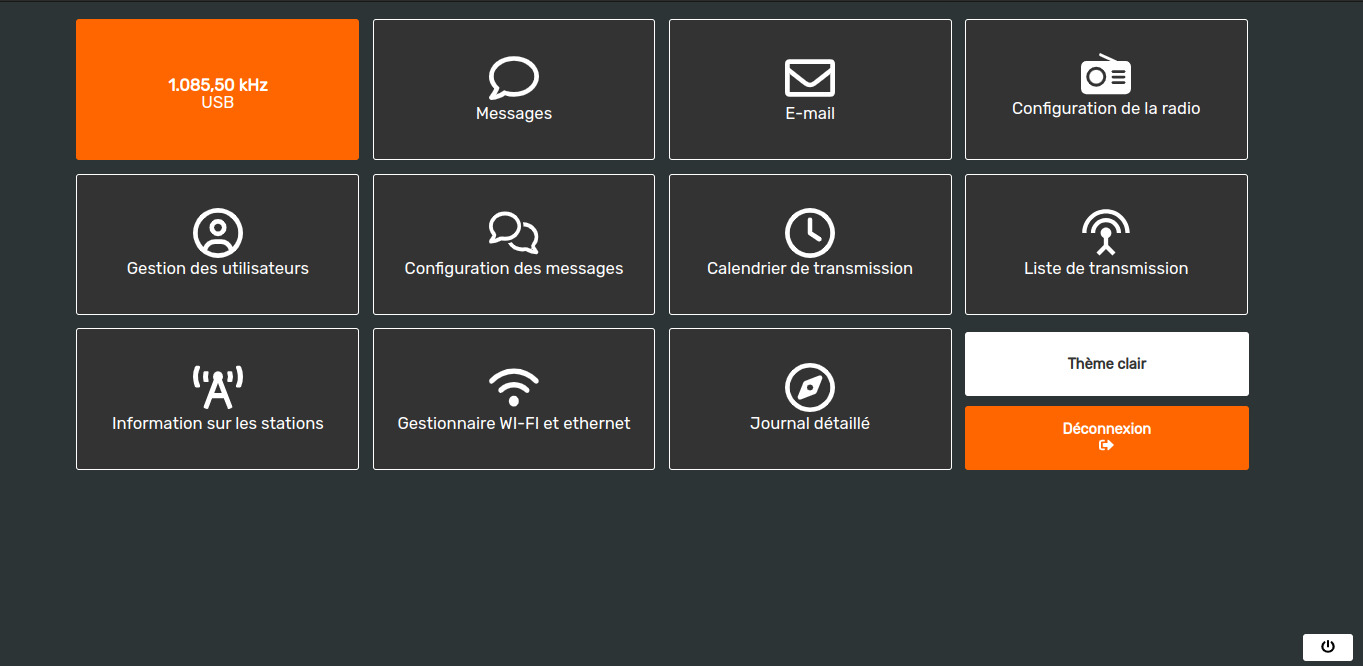 1.085,50 kHz
USB
Messages
E-mail
Configuration de la radio
Gestion des utilisateurs
Configuration des messages
Calendrier de transmission
Liste de transmission
Information sur les stations
Gestionnaire WI-FI et ethernet
Journal détaillé
Thème clair
Déconnexion